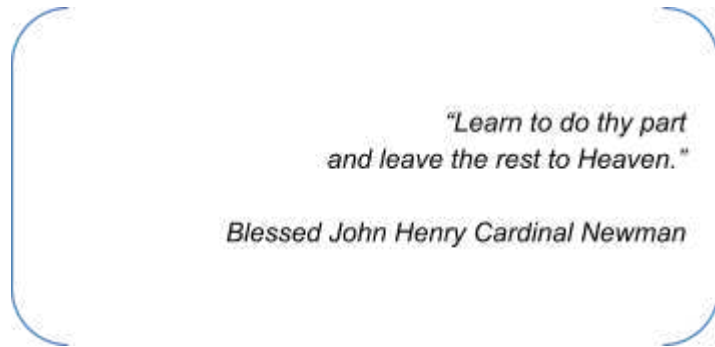 “Learn to do thy part
and leave the rest to Heaven.”
Blessed John Henry Cardinal Newman